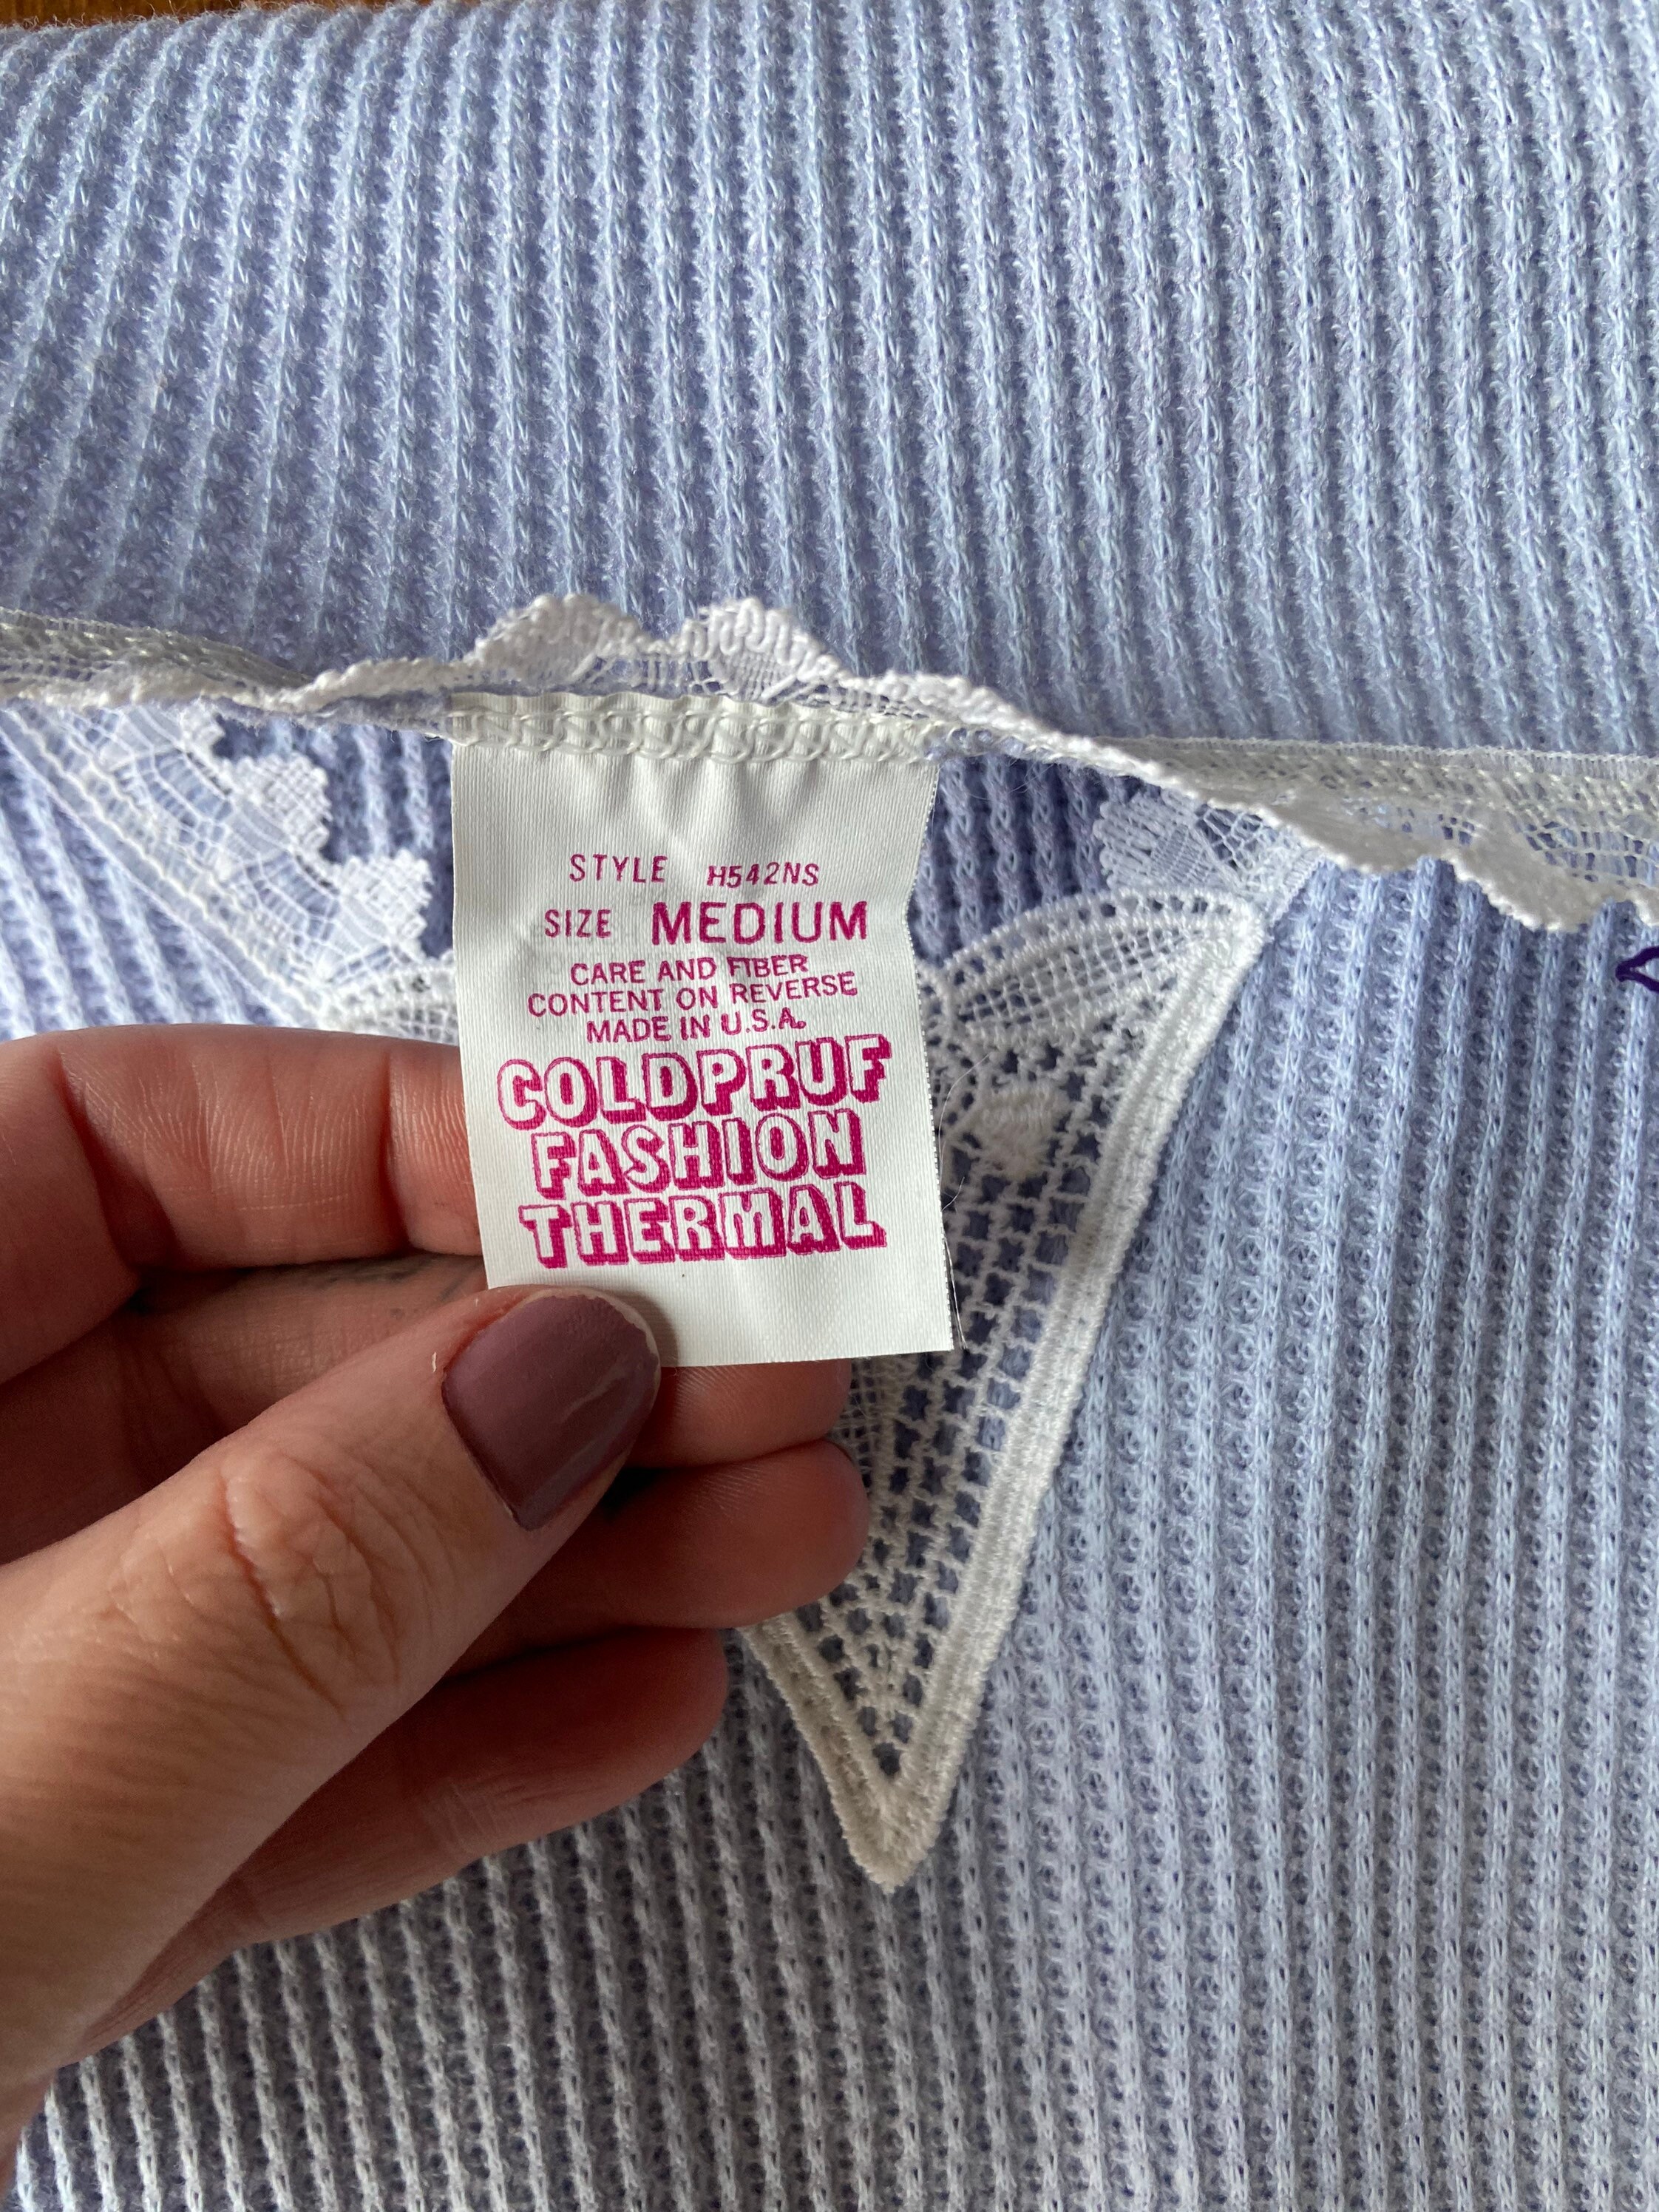 STYLE H542NS
SIZE MEDIUM
CARE AND FIBER
CONTENT ON REVERSE
MADE IN U.S.A.
COLDPRUF
FASHION
THERMAL